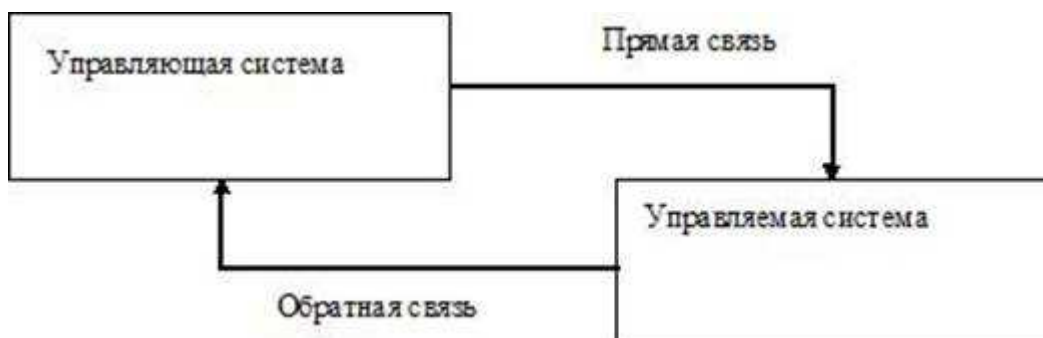 Управляющая система
Прямая связь
Управляемая система
Обратная связь